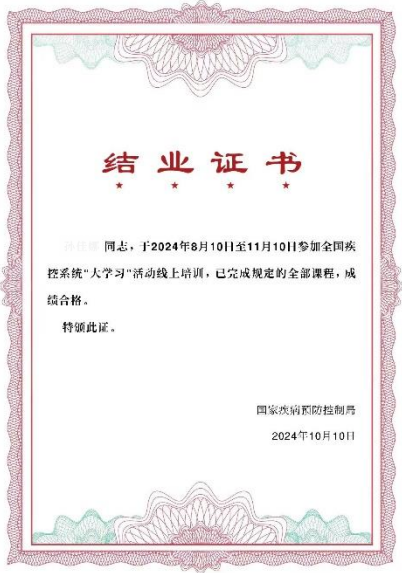 结业证书
同志，于2024年8月10日至11月10日参加全国疾
控系统“大学习”活动线上培训，已完成规定的全部课程，成
绩合格。
特颁此证。
国家疾病预防控制局
2024年10月10日